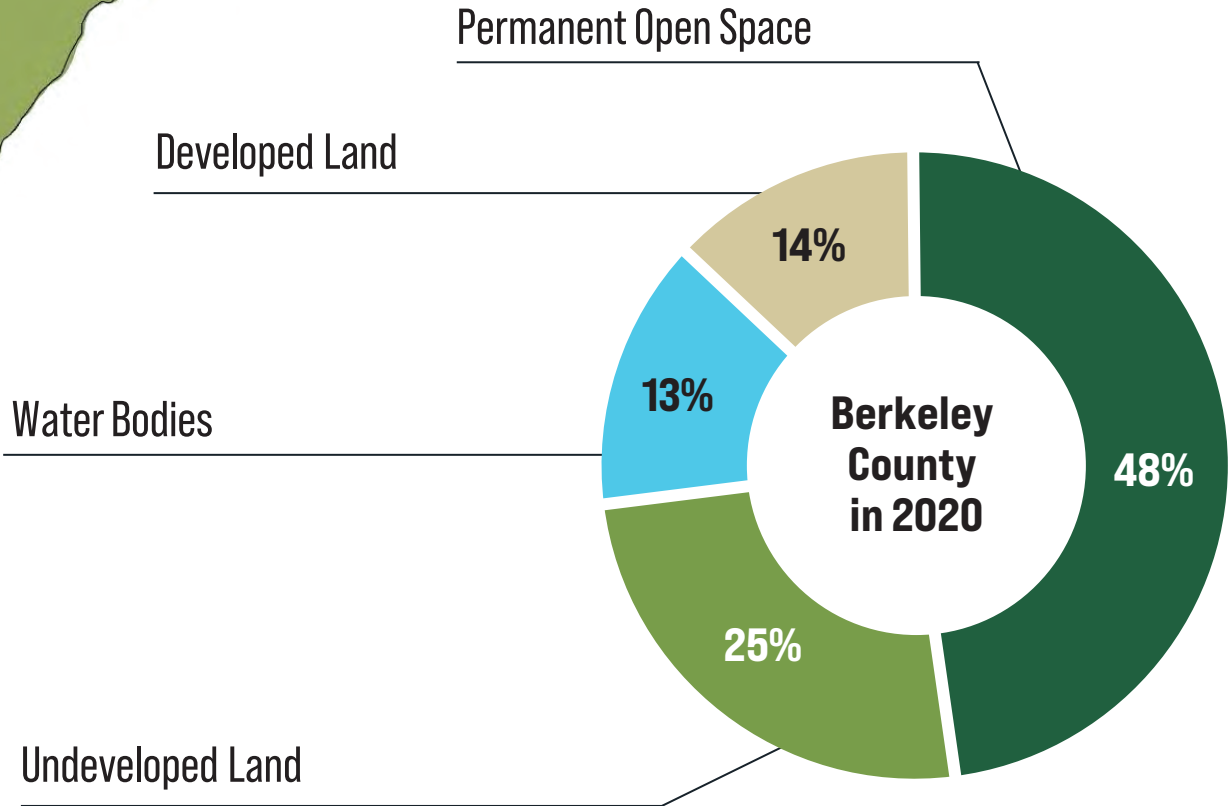 Permanent Open Space
Developed Land
14%
13%
Water Bodies
Berkeley
County
in 2020
48%
25%
Undeveloped Land